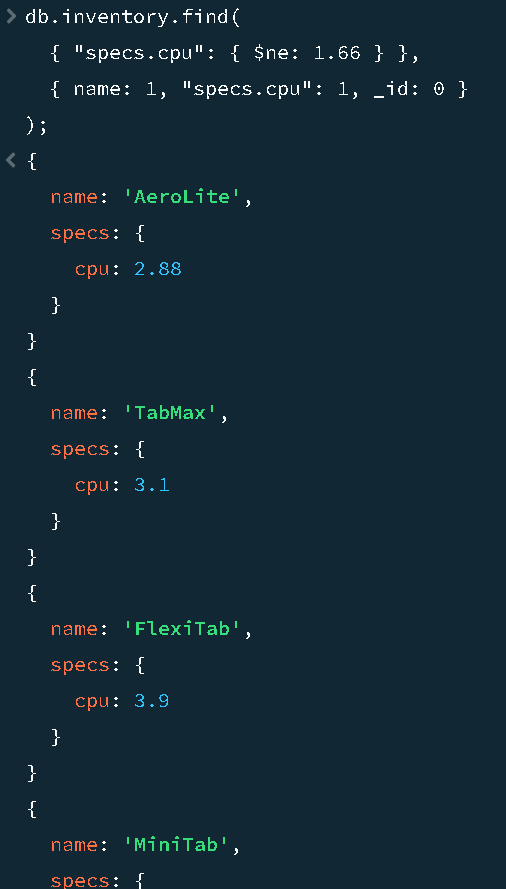 db.inventory.find(
{ "specs.cpu": { $ne: 1.66 } },
{ name: 1, "specs.cpu": 1, _id: 0 }
);
{
name: 'AeroLite',
specs: {
cpu: 2.88
}
}
{
name: 'TabMax',
specs: {
cpu: 3.1
}
}
{
name: 'FlexiTab',
specs: {
cpu: 3.9
}
}
{
name: 'MiniTab',
specs: {